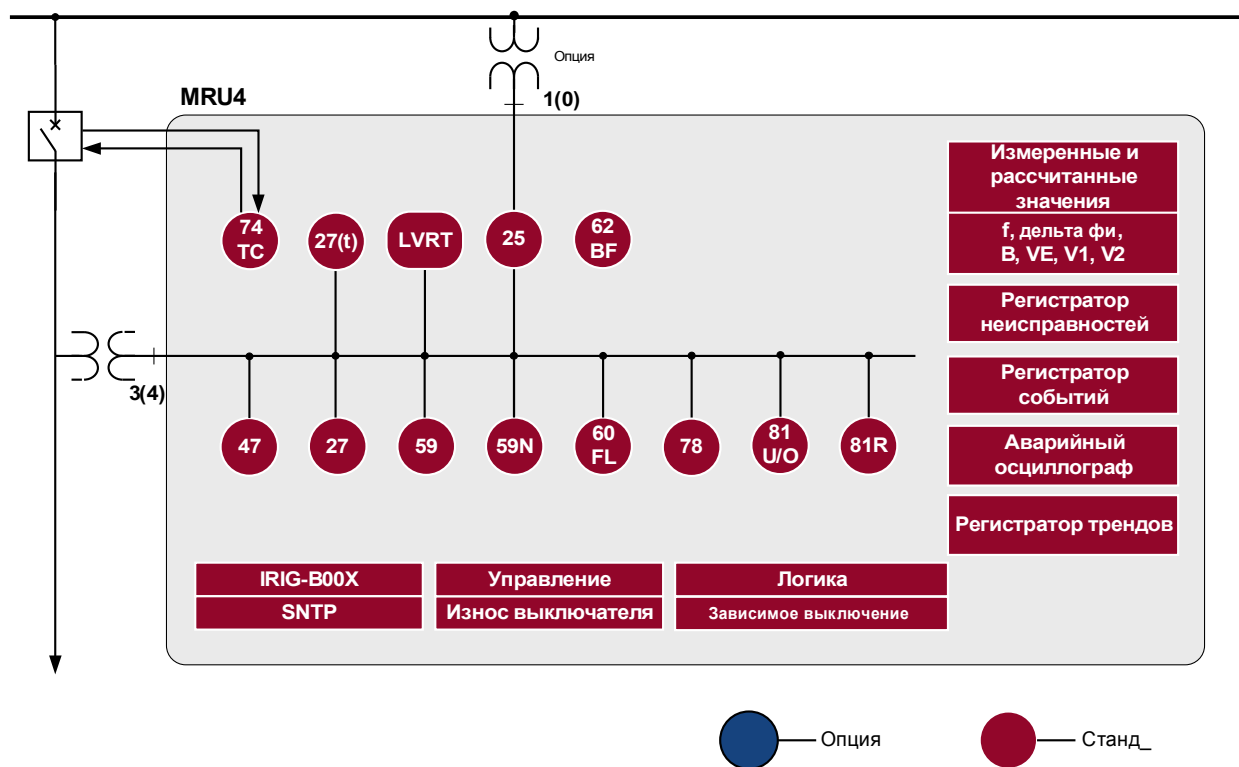 Опция
1(0)
MRU4
Измеренные и
рассчитанные
значения
f, дельта фи,
В, VE, V1, V2
74
TC
27(t)
LVRT
25
62
BF
Регистратор
неисправностей
3(4)
Регистратор
событий
47
27
59
59N
60
FL
78
81
U/O
81R
Аварийный
осциллограф
Регистратор трендов
IRIG-B00X
Управление
Логика
SNTP
Износ выключателя
Зависимое выключение
Опция
Станд_